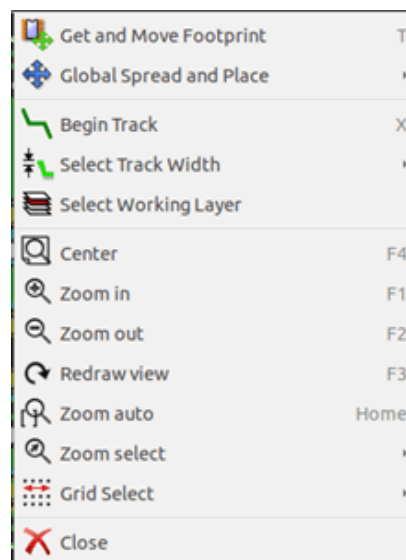 Get and Move Footprint T
Global Spread and Place
Begin Track X
Select Track Width
Select Working Layer
Center F4
Zoom in F1
Zoom out F2
Redraw view F3
Zoom auto Home
Zoom select
Grid Select
Close